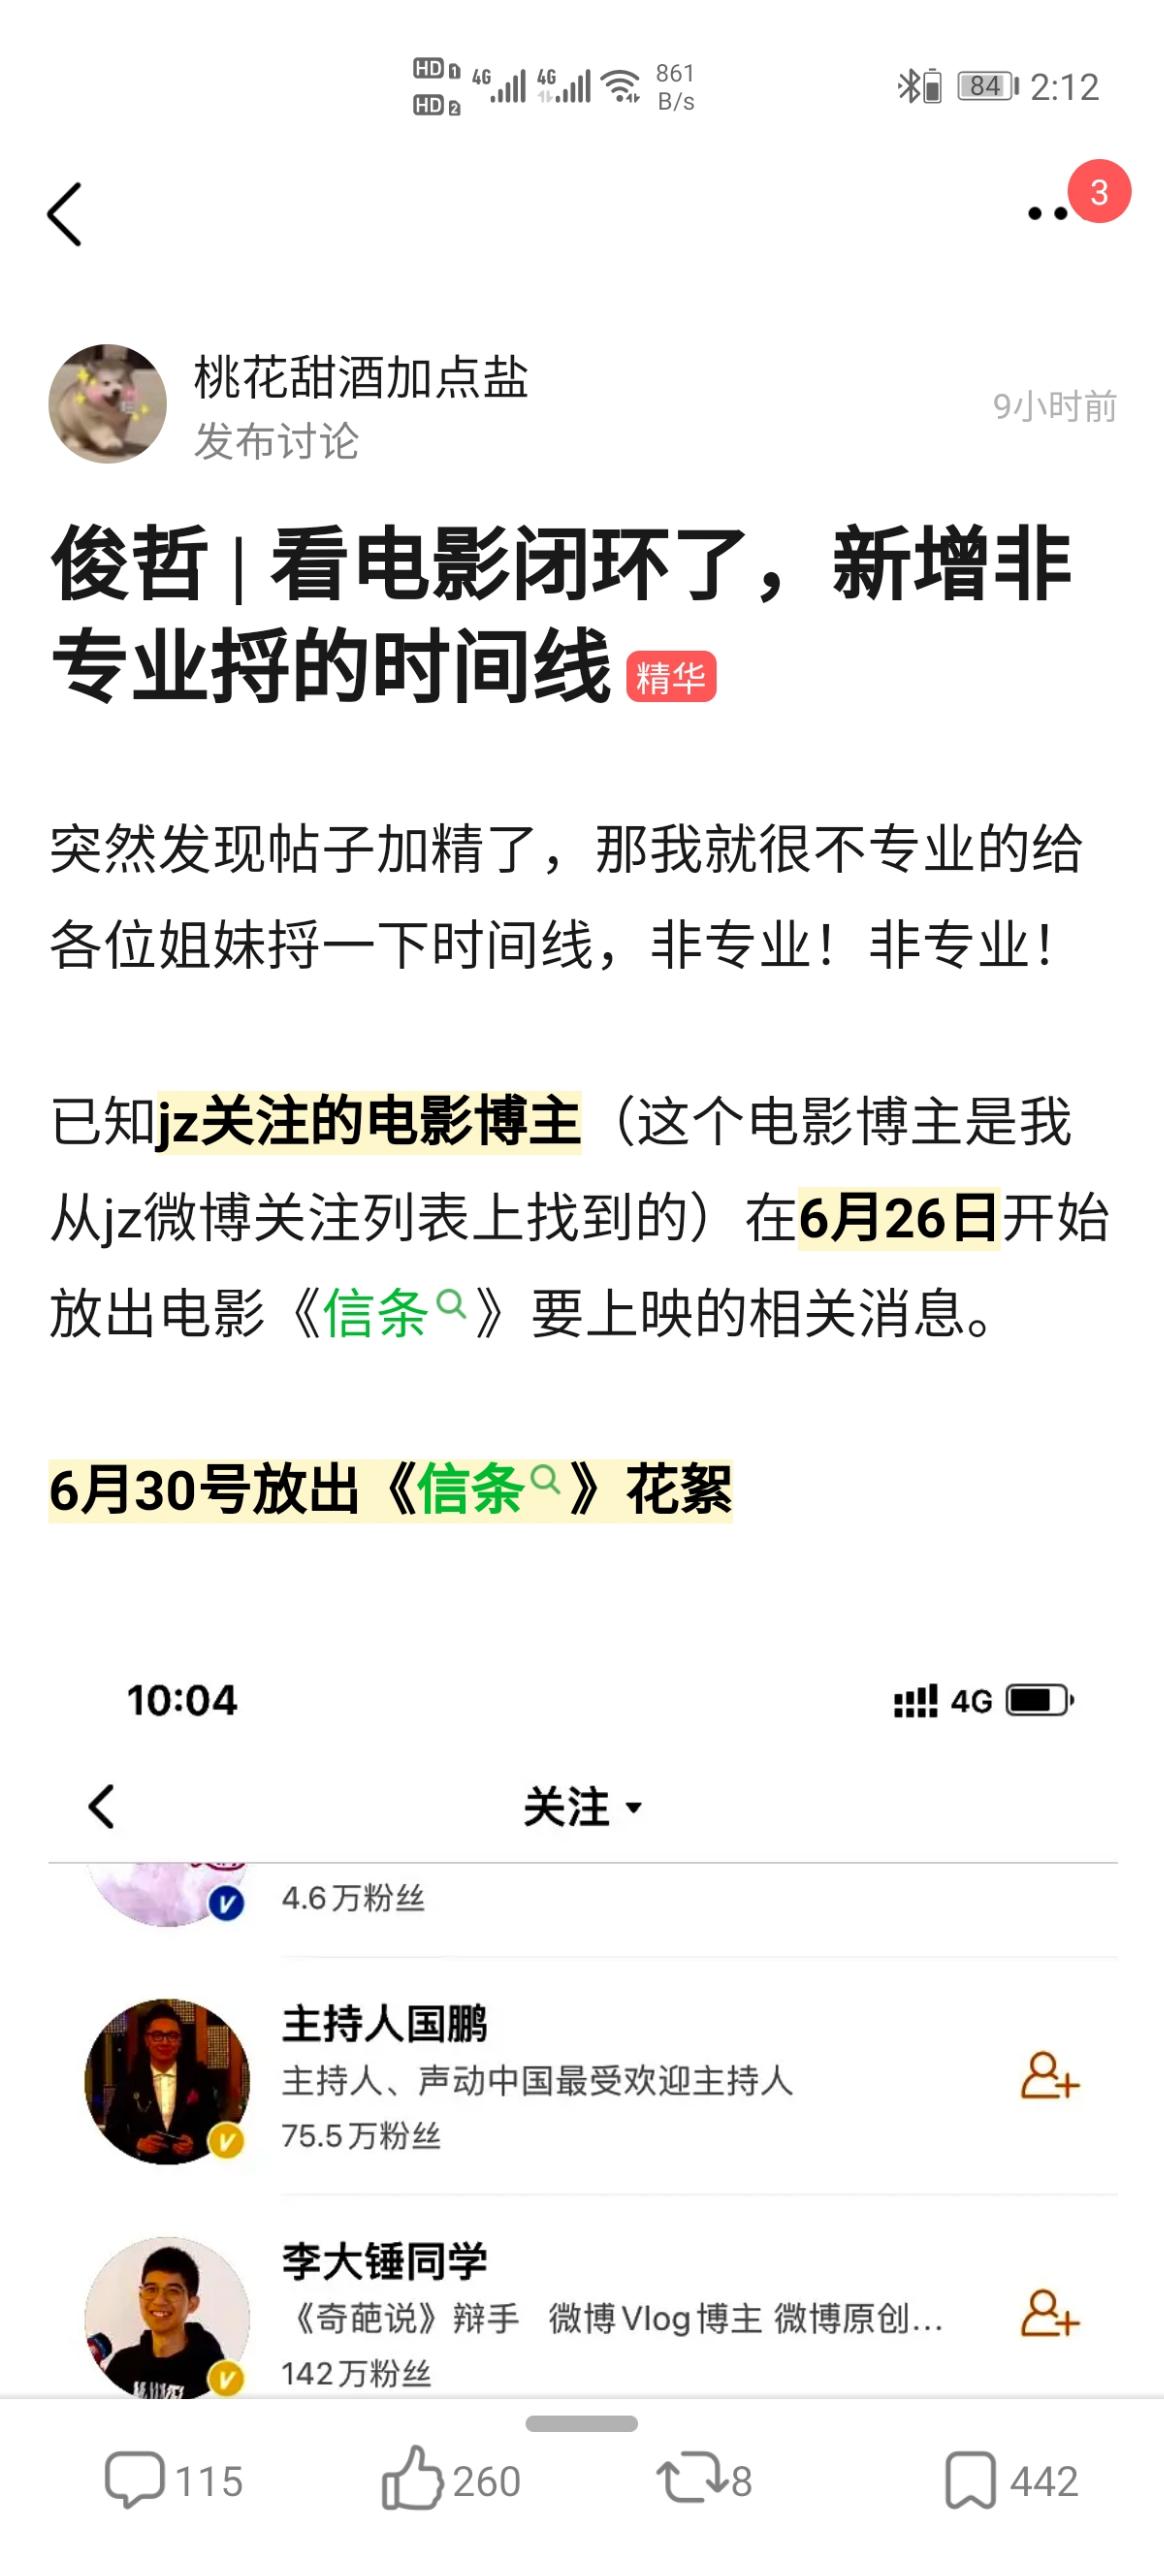 HD 1 4G 4G 861 84 2:12
HD 2 B/s
3
桃花甜酒加点盐
发布讨论
9小时前
俊哲 | 看电影闭环了，新增非
专业捋的时间线 精华
突然发现帖子加精了，那我就很不专业的给
各位姐妹捋一下时间线，非专业！非专业！
已知jz关注的电影博主（这个电影博主是我
从jz微博关注列表上找到的）在6月26日开始
放出电影《信条》要上映的相关消息。
6月30号放出《信条》花絮
10:04 4G
关注
4.6万粉丝
主持人国鹏
主持人、声动中国最受欢迎主持人
75.5万粉丝
李大锤同学
《奇葩说》辩手 微博Vlog博主 微博原创...
142万粉丝
115 260 8 442